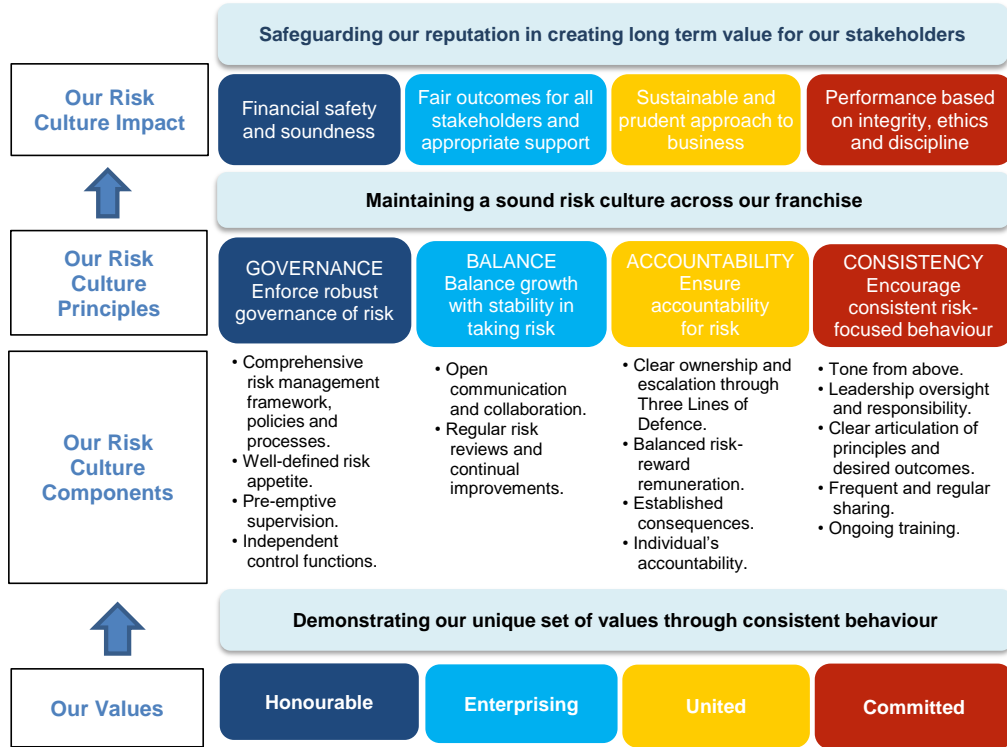 Safeguarding our reputation in creating long term value for our stakeholders
Our Risk
Culture Impact
Financial safety
and soundness
Fair outcomes for all
stakeholders and
appropriate support
Sustainable and
prudent approach to
business
Performance based
on integrity, ethics
and discipline
Maintaining a sound risk culture across our franchise
Our Risk
Culture
Principles
GOVERNANCE
Enforce robust
governance of risk
BALANCE
Balance growth
with stability in
taking risk
ACCOUNTABILITY
Ensure
accountability
for risk
CONSISTENCY
Encourage
consistent risk-
focused behaviour
Our Risk
Culture
Components
• Comprehensive
risk management
framework,
policies and
processes.
• Well-defined risk
appetite.
• Pre-emptive
supervision.
• Independent
control functions.
• Open
communication
and collaboration.
• Regular risk
reviews and
continual
improvements.
• Clear ownership and
escalation through
Three Lines of
Defence.
• Balanced risk-
reward
remuneration.
• Established
consequences.
• Individual's
accountability.
• Tone from above.
• Leadership oversight
and responsibility.
• Clear articulation of
principles and
desired outcomes.
• Frequent and regular
sharing.
• Ongoing training.
Demonstrating our unique set of values through consistent behaviour
Our Values
Honourable
Enterprising
United
Committed